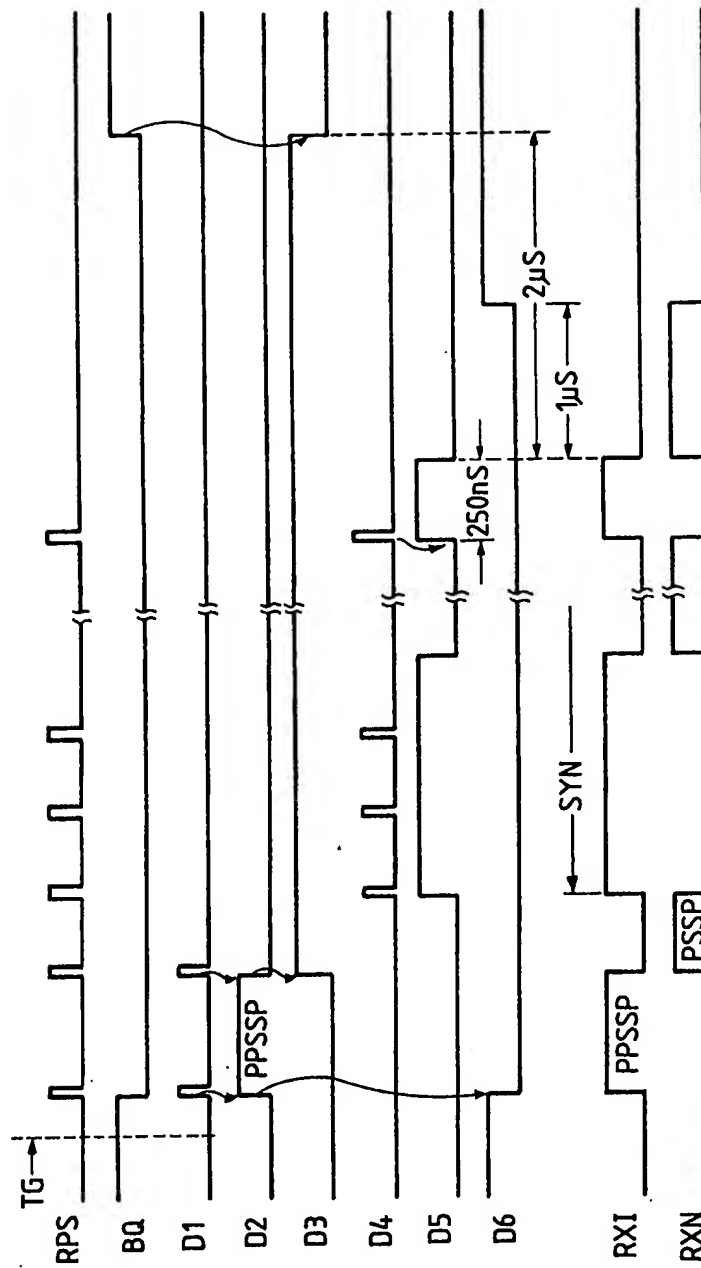 TG
RPS
BQ
D1
D2
PPSSP
D3
D4
D5
250nS
D6
1µS
2µS
SYN
RXI
PPSSP
RXN
PSSP